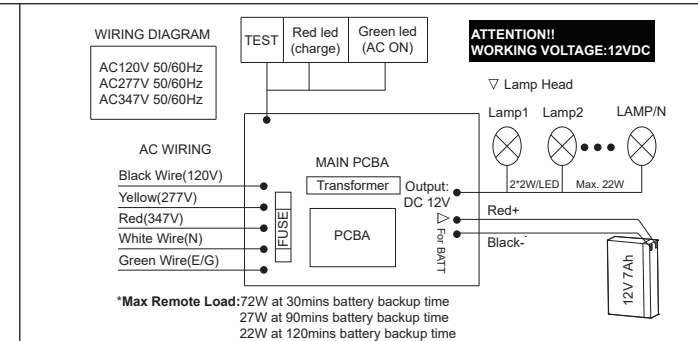 WIRING DIAGRAM
AC120V 50/60Hz
AC277V 50/60Hz
AC347V 50/60Hz
TEST
Red led
(charge)
Green led
(AC ON)
ATTENTION!!
WORKING VOLTAGE:12VDC
▽ Lamp Head
Lamp1
Lamp2
LAMP/N
2*2W/LED
Max. 22W
AC WIRING
Black Wire(120V)
Yellow(277V)
Red(347V)
White Wire(N)
Green Wire(E/G)
FUSE
MAIN PCBA
Transformer
PCBA
Output:
DC 12V
For BATT
Red+
Black-
12V 7Ah
*Max Remote Load:72W at 30mins battery backup time
27W at 90mins battery backup time
22W at 120mins battery backup time